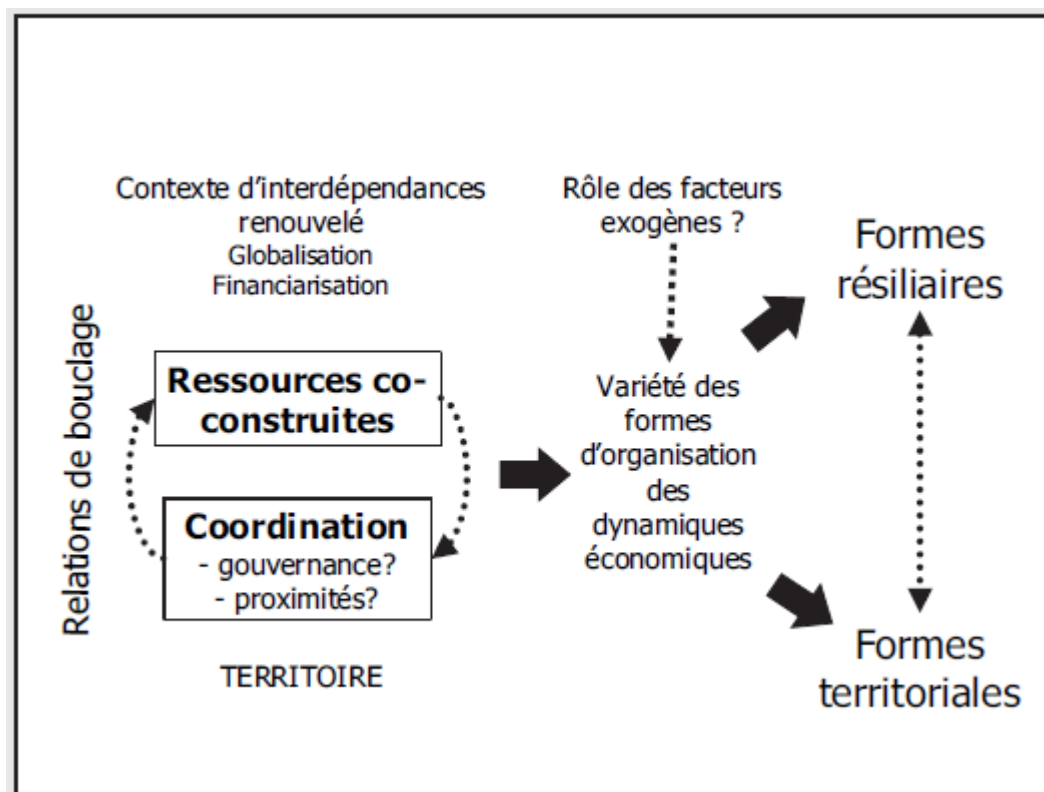 Contexte d'interdépendances
renouvelé
Globalisation
Financiarisation
Relations de bouclage
Ressources co-
construites
Coordination
- gouvernance?
- proximités?
TERRITOIRE
Rôle des facteurs
exogènes ?
Variété des
formes
d'organisation
des
dynamiques
économiques
Formes
résiliaires
Formes
territoriales